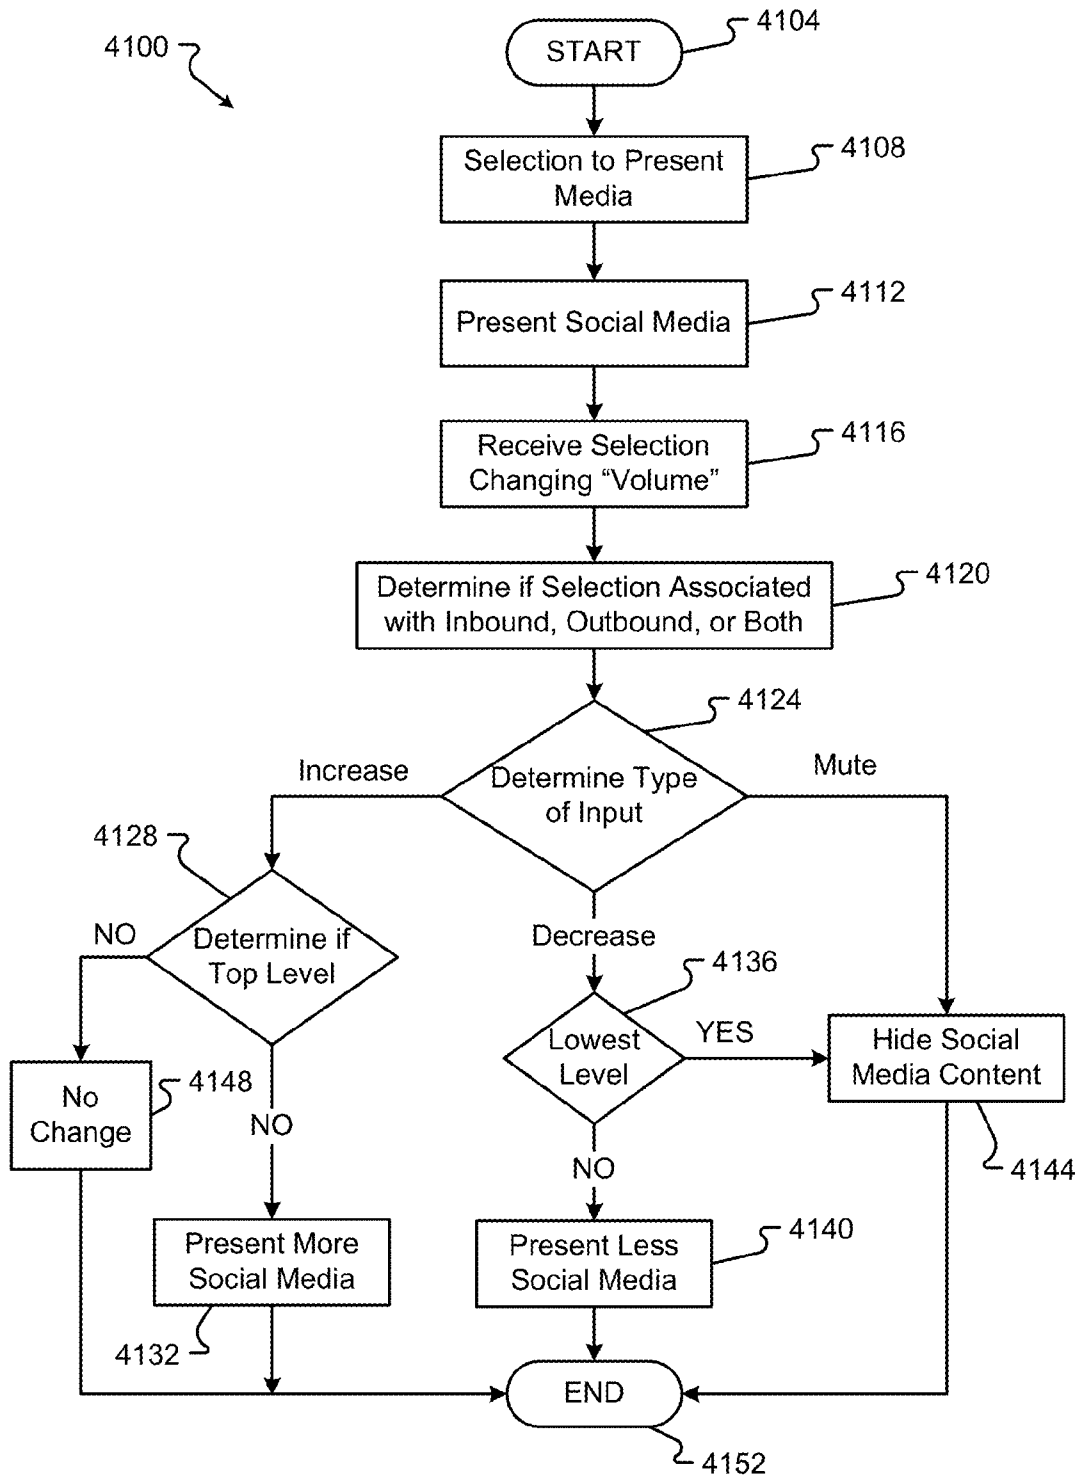 4100
START
4104
Selection to Present
Media
4108
Present Social Media
4112
Receive Selection
Changing “Volume”
4116
Determine if Selection Associated
with Inbound, Outbound, or Both
4120
4124
Determine Type
of Input
Increase
Mute
Decrease
4128
Determine if
Top Level
NO
NO
4136
Lowest
Level
YES
NO
Hide Social
Media Content
4144
No
Change
4148
Present More
Social Media
4132
Present Less
Social Media
4140
END
4152